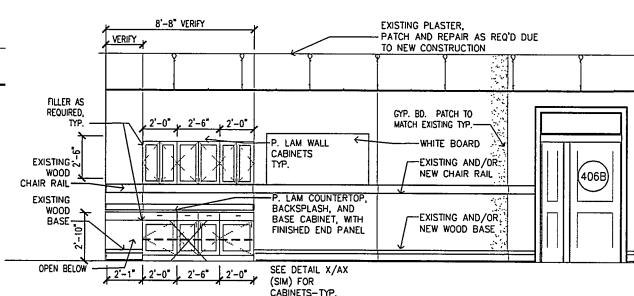 8'-8" VERIFY
VERIFY
EXISTING PLASTER,
PATCH AND REPAIR AS REQ'D DUE
TO NEW CONSTRUCTION
FILLER AS
REQUIRED,
TYP.
2'-0"
2'-6"
2'-0"
2'-6"
GYP. BD. PATCH TO
MATCH EXISTING TYP.
P. LAM WALL
CABINETS
TYP.
WHITE BOARD
EXISTING
WOOD
CHAIR RAIL
EXISTING AND/OR
NEW CHAIR RAIL
406B
EXISTING
WOOD
BASE
P. LAM COUNTERTOP,
BACKSPLASH, AND
BASE CABINET, WITH
FINISHED END PANEL
EXISTING AND/OR
NEW WOOD BASE
2'-10"
OPEN BELOW
2'-1"
2'-0"
2'-6"
2'-0"
SEE DETAIL X/AX
(SIM) FOR
CABINETS-TYP.